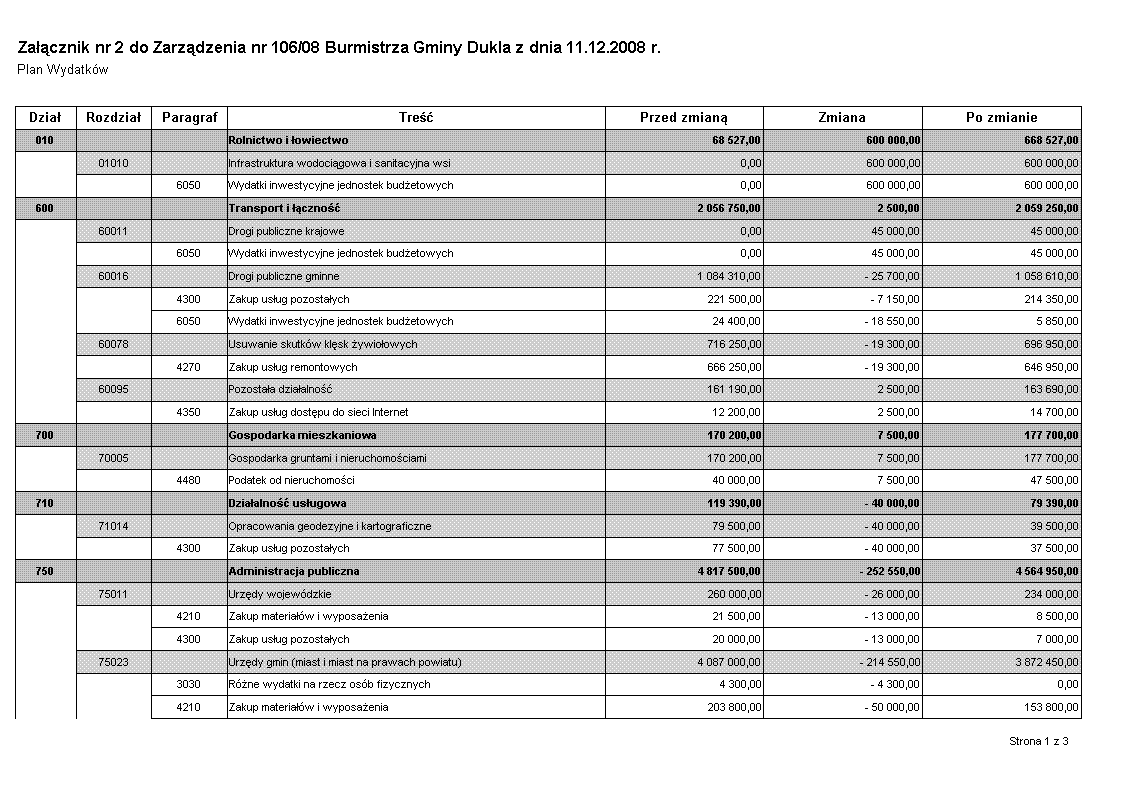 Załącznik nr 2 do Zarządzenia nr 106/08 Burmistrza Gminy Dukla z dnia 11.12.2008 r.
Plan Wydatków
Dział Rozdział Paragraf Treść Przed zmianą Zmiana Po zmianie
010 Rolnictwo i łowiectwo 68 527,00 600 000,00 668 527,00
01010 Infrastruktura wodociągowa i sanitacyjna wsi 0,00 600 000,00 600 000,00
6050 Wydatki inwestycyjne jednostek budżetowych 0,00 600 000,00 600 000,00
600 Transport i łączność 2 056 750,00 2 500,00 2 059 250,00
60011 Drogi publiczne krajowe 0,00 45 000,00 45 000,00
6050 Wydatki inwestycyjne jednostek budżetowych 0,00 45 000,00 45 000,00
60016 Drogi publiczne gminne 1 084 310,00 - 25 700,00 1 058 610,00
4300 Zakup usług pozostałych 221 500,00 - 7 150,00 214 350,00
6050 Wydatki inwestycyjne jednostek budżetowych 24 400,00 - 18 550,00 5 850,00
60078 Usuwanie skutków klęsk żywiołowych 716 250,00 - 19 300,00 696 950,00
4270 Zakup usług remontowych 666 250,00 - 19 300,00 646 950,00
60095 Pozostała działalność 161 190,00 2 500,00 163 690,00
4350 Zakup usług dostępu do sieci Internet 12 200,00 2 500,00 14 700,00
700 Gospodarka mieszkaniowa 170 200,00 7 500,00 177 700,00
70005 Gospodarka gruntami i nieruchomościami 170 200,00 7 500,00 177 700,00
4480 Podatek od nieruchomości 40 000,00 7 500,00 47 500,00
710 Działalność usługowa 119 390,00 - 40 000,00 79 390,00
71014 Opracowania geodezyjne i kartograficzne 79 500,00 - 40 000,00 39 500,00
4300 Zakup usług pozostałych 77 500,00 - 40 000,00 37 500,00
750 Administracja publiczna 4 817 500,00 - 252 550,00 4 564 950,00
75011 Urzędy wojewódzkie 260 000,00 - 26 000,00 234 000,00
4210 Zakup materiałów i wyposażenia 21 500,00 - 13 000,00 8 500,00
4300 Zakup usług pozostałych 20 000,00 - 13 000,00 7 000,00
75023 Urzędy gmin (miast i miast na prawach powiatu) 4 087 000,00 - 214 550,00 3 872 450,00
3030 Różne wydatki na rzecz osób fizycznych 4 300,00 - 4 300,00 0,00
4210 Zakup materiałów i wyposażenia 203 800,00 - 50 000,00 153 800,00
Strona 1 z 3